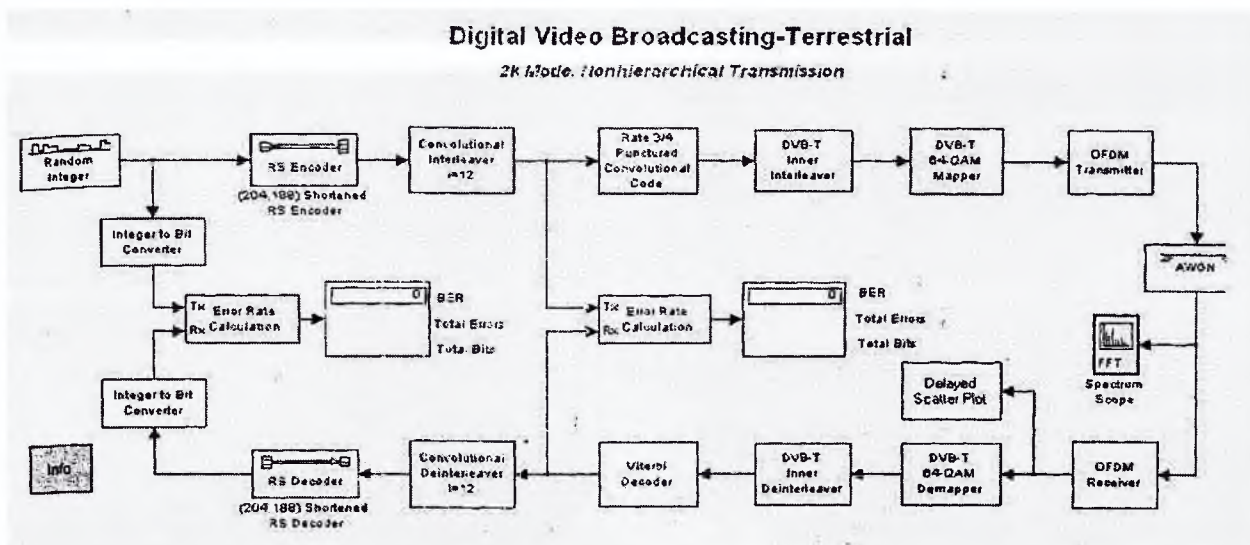 Digital Video Broadcasting-Terrestrial
2k Mode. Nonhierarchical Transmission
Random
Integer
RS Encoder
(204,188) Shortened
RS Encoder
Convolutional
Interleaver
I=12
Rate 3/4
Punctured
Convolutional
Code
DVB-T
Inner
Interleaver
DVB-T
64-QAM
Mapper
OFDM
Transmitter
Integer to Bit
Converter
AWGN
Tx
Rx
Error Rate
Calculation
0
BER
Total Errors
Total Bits
Tx
Rx
Error Rate
Calculation
0
BER
Total Errors
Total Bits
FFT
Spectrum
Scope
Integer to Bit
Converter
Delayed
Scatter Plot
Info
RS Decoder
(204,188) Shortened
RS Decoder
Convolutional
Deinterleaver
I=12
Viterbi
Decoder
DVB-T
Inner
Deinterleaver
DVB-T
64-QAM
Demapper
OFDM
Receiver